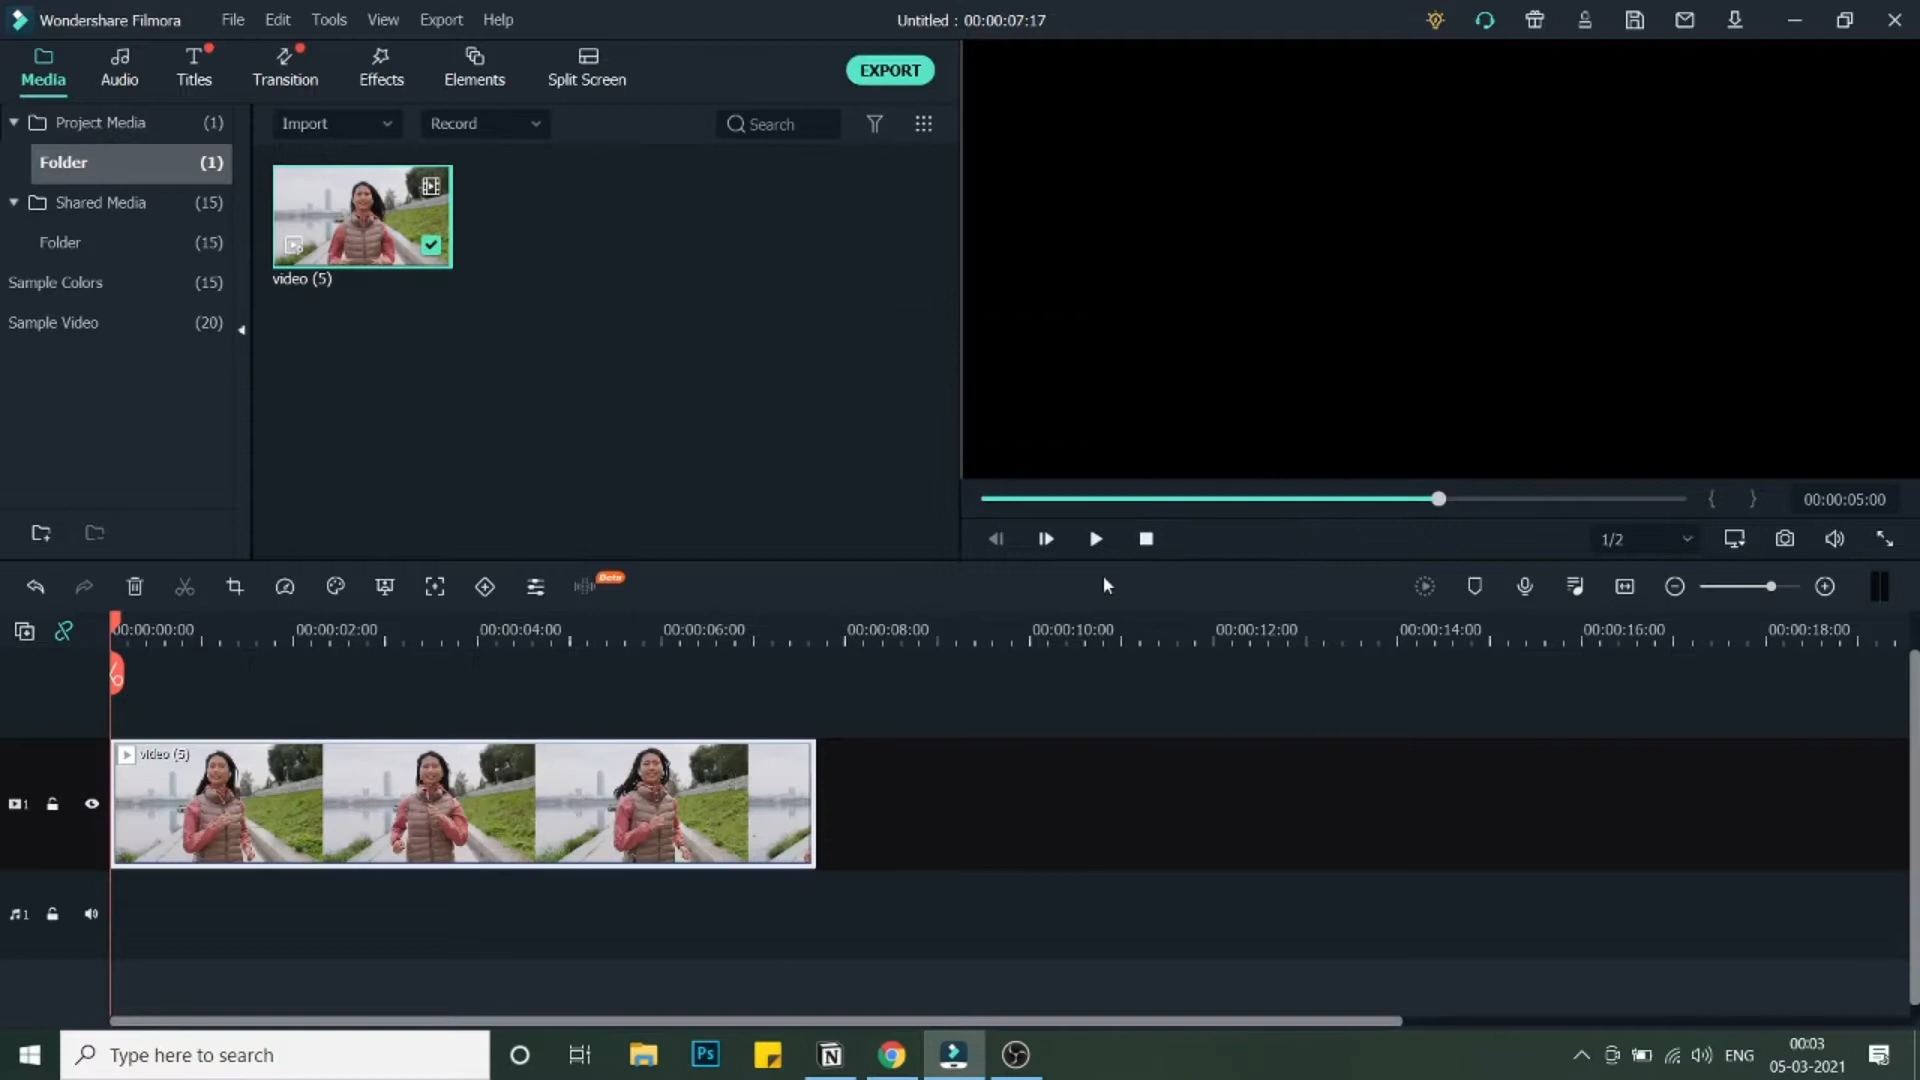 Wondershare Filmora File Edit Tools View Export Help Untitled : 00:00:07:17
Media Audio Titles Transition Effects Elements Split Screen EXPORT
Project Media (1) Import Record Search
Folder (1)
Shared Media (15)
Folder (15)
Sample Colors (15) video (5)
Sample Video (20)
00:00:05:00
1/2
Beta
00:00:00:00 00:00:02:00 00:00:04:00 00:00:06:00 00:00:08:00 00:00:10:00 00:00:12:00 00:00:14:00 00:00:16:00 00:00:18:00
video (5)
1
1
Type here to search Ps N ENG 00:03
05-03-2021